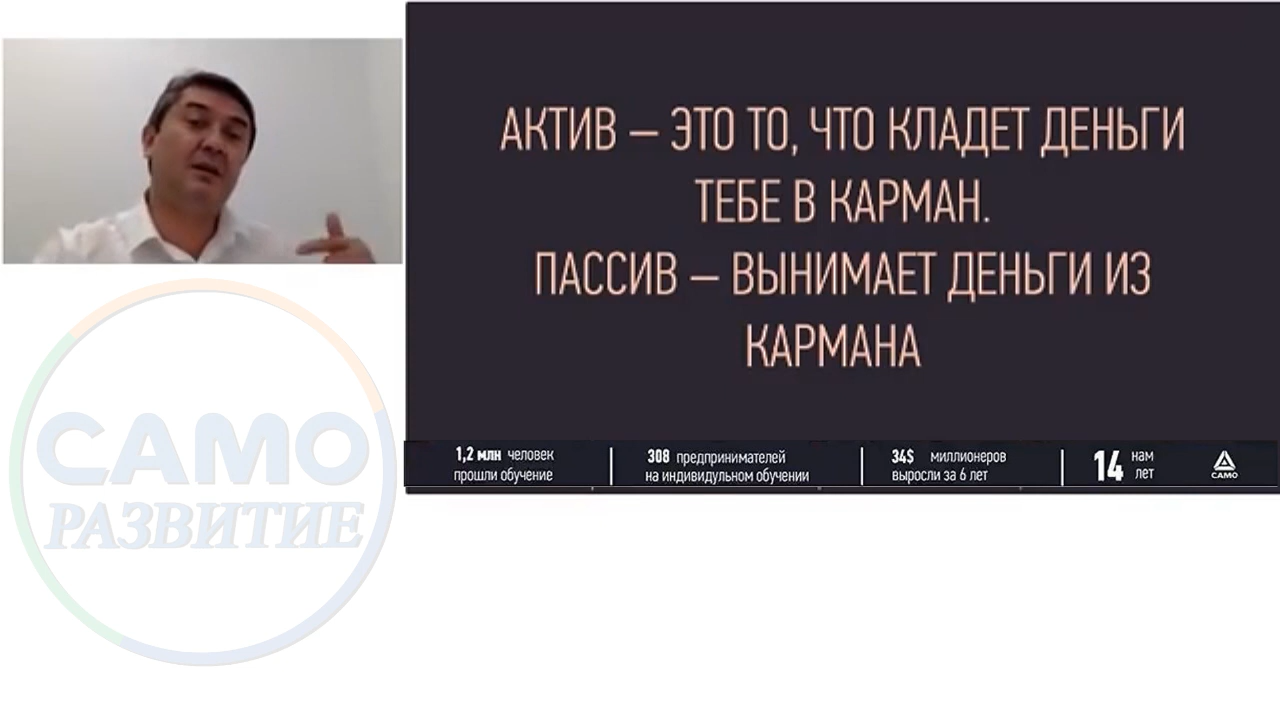 АКТИВ – ЭТО ТО, ЧТО КЛАДЕТ ДЕНЬГИ
ТЕБЕ В КАРМАН.
ПАССИВ – ВЫНИМАЕТ ДЕНЬГИ ИЗ
КАРМАНА
САМО
РАЗВИТИЕ
1,2 млн человек
прошли обучение
308 предпринимателей
на индивидульном обучении
34$ миллионеров
выросли за 6 лет
14 нам
лет
САМО